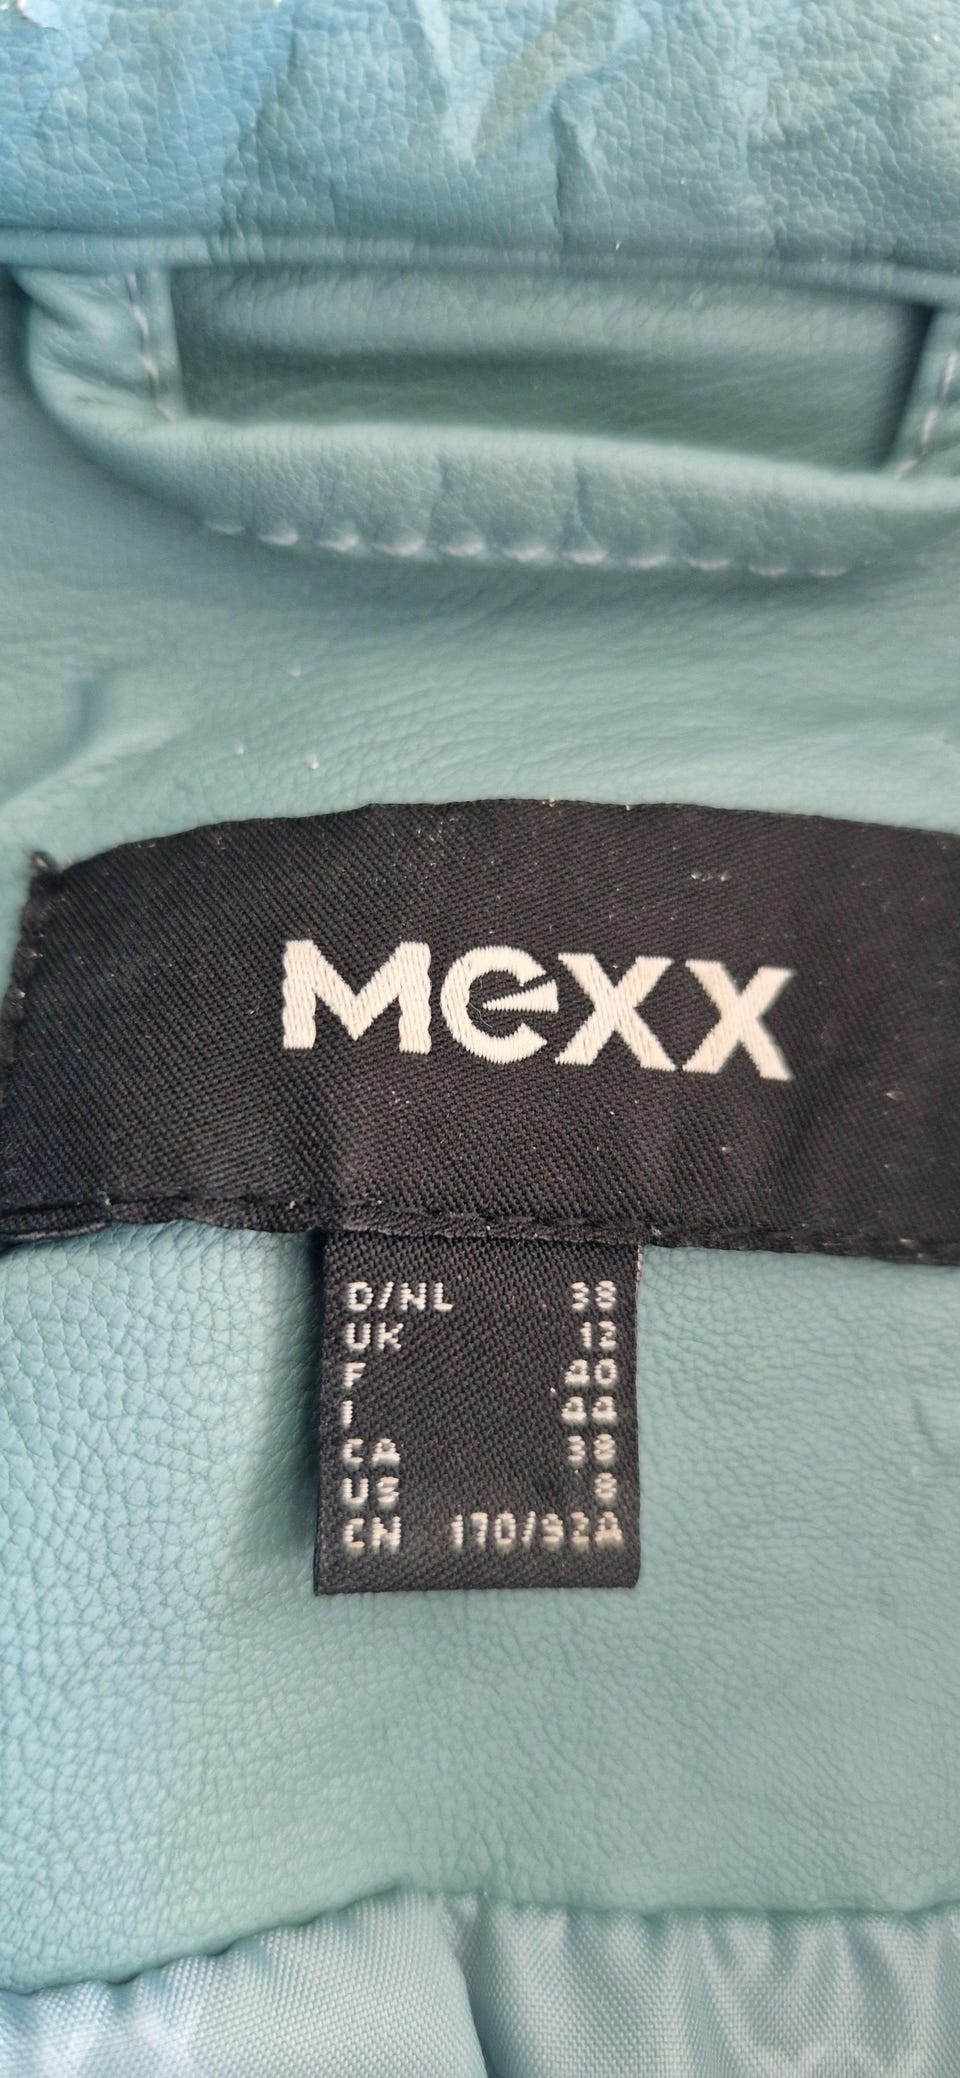 MEXX
D/NL 38
UK 12
F 40
I 44
CA 38
US 8
CN 170/92A